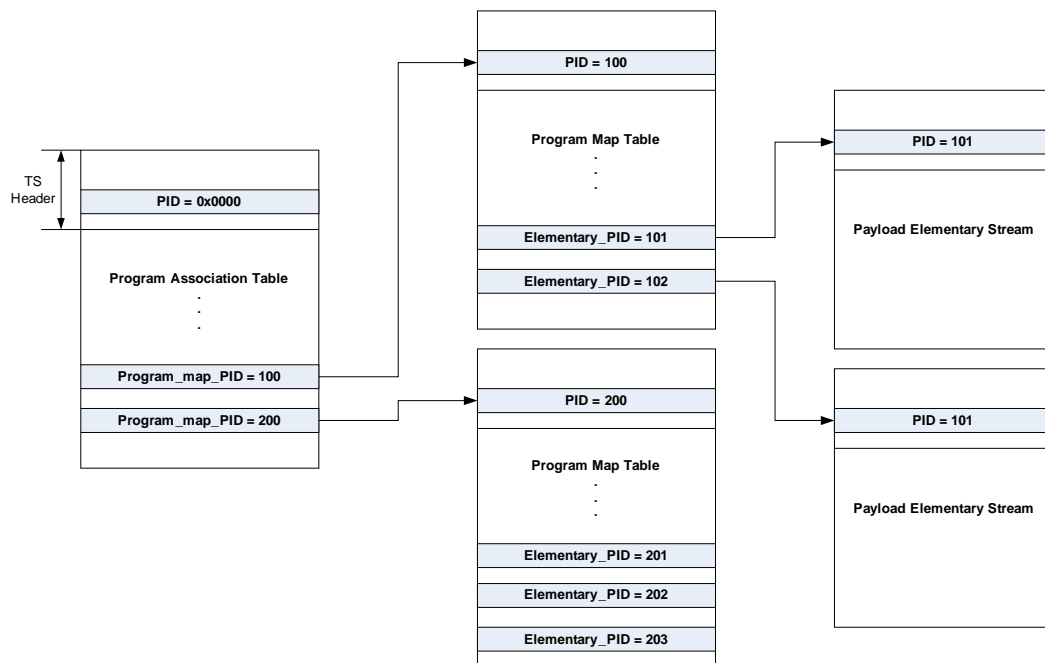 TS
Header
PID = 0x0000
Program Association Table
.
.
.
Program_map_PID = 100
Program_map_PID = 200
PID = 100
Program Map Table
.
.
.
Elementary_PID = 101
Elementary_PID = 102
PID = 200
Program Map Table
.
.
.
Elementary_PID = 201
Elementary_PID = 202
Elementary_PID = 203
PID = 101
Payload Elementary Stream
PID = 101
Payload Elementary Stream